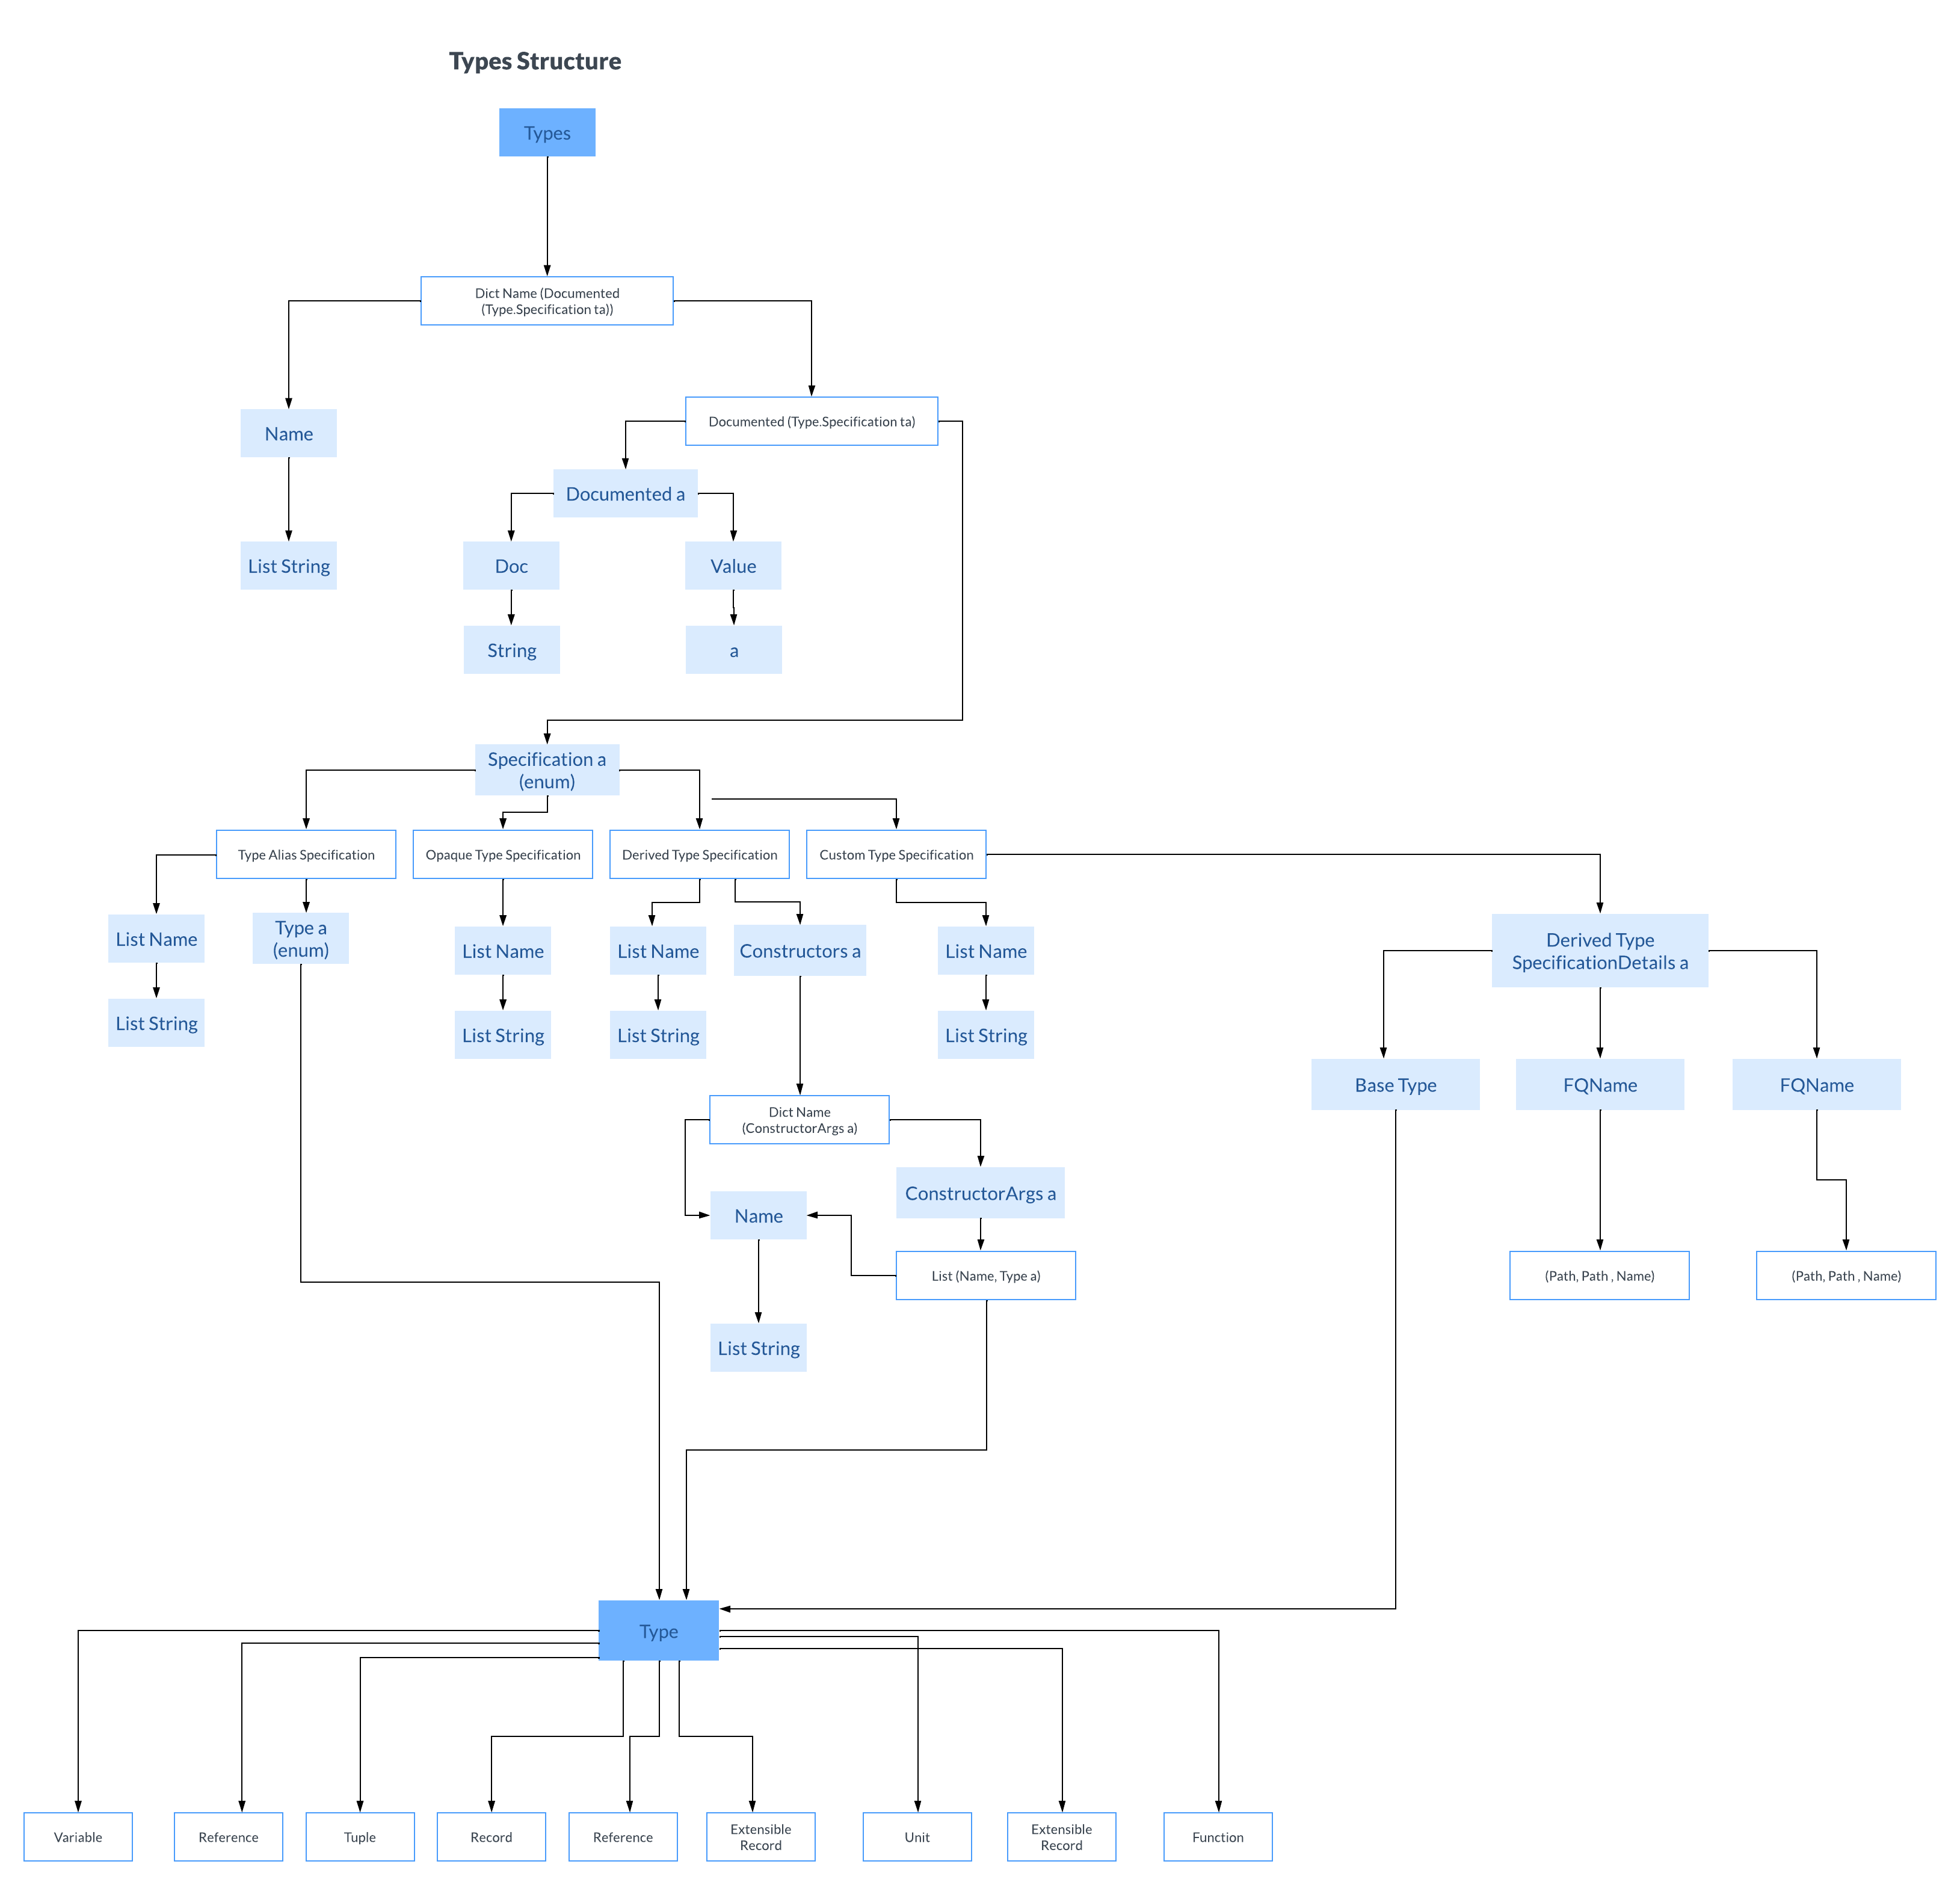 Types Structure
Types
Dict Name (Documented
(Type.Specification ta))
Name
Documented (Type.Specification ta)
Documented a
List String
Doc
Value
String
a
Specification a
(enum)
Type Alias Specification
Opaque Type Specification
Derived Type Specification
Custom Type Specification
List Name
Type a
(enum)
List Name
List Name
Constructors a
List Name
Derived Type
SpecificationDetails a
List String
List String
List String
List String
Base Type
FQName
FQName
Dict Name
(ConstructorArgs a)
ConstructorArgs a
Name
List (Name, Type a)
(Path, Path , Name)
(Path, Path , Name)
List String
Type
Variable
Reference
Tuple
Record
Reference
Extensible
Record
Unit
Extensible
Record
Function